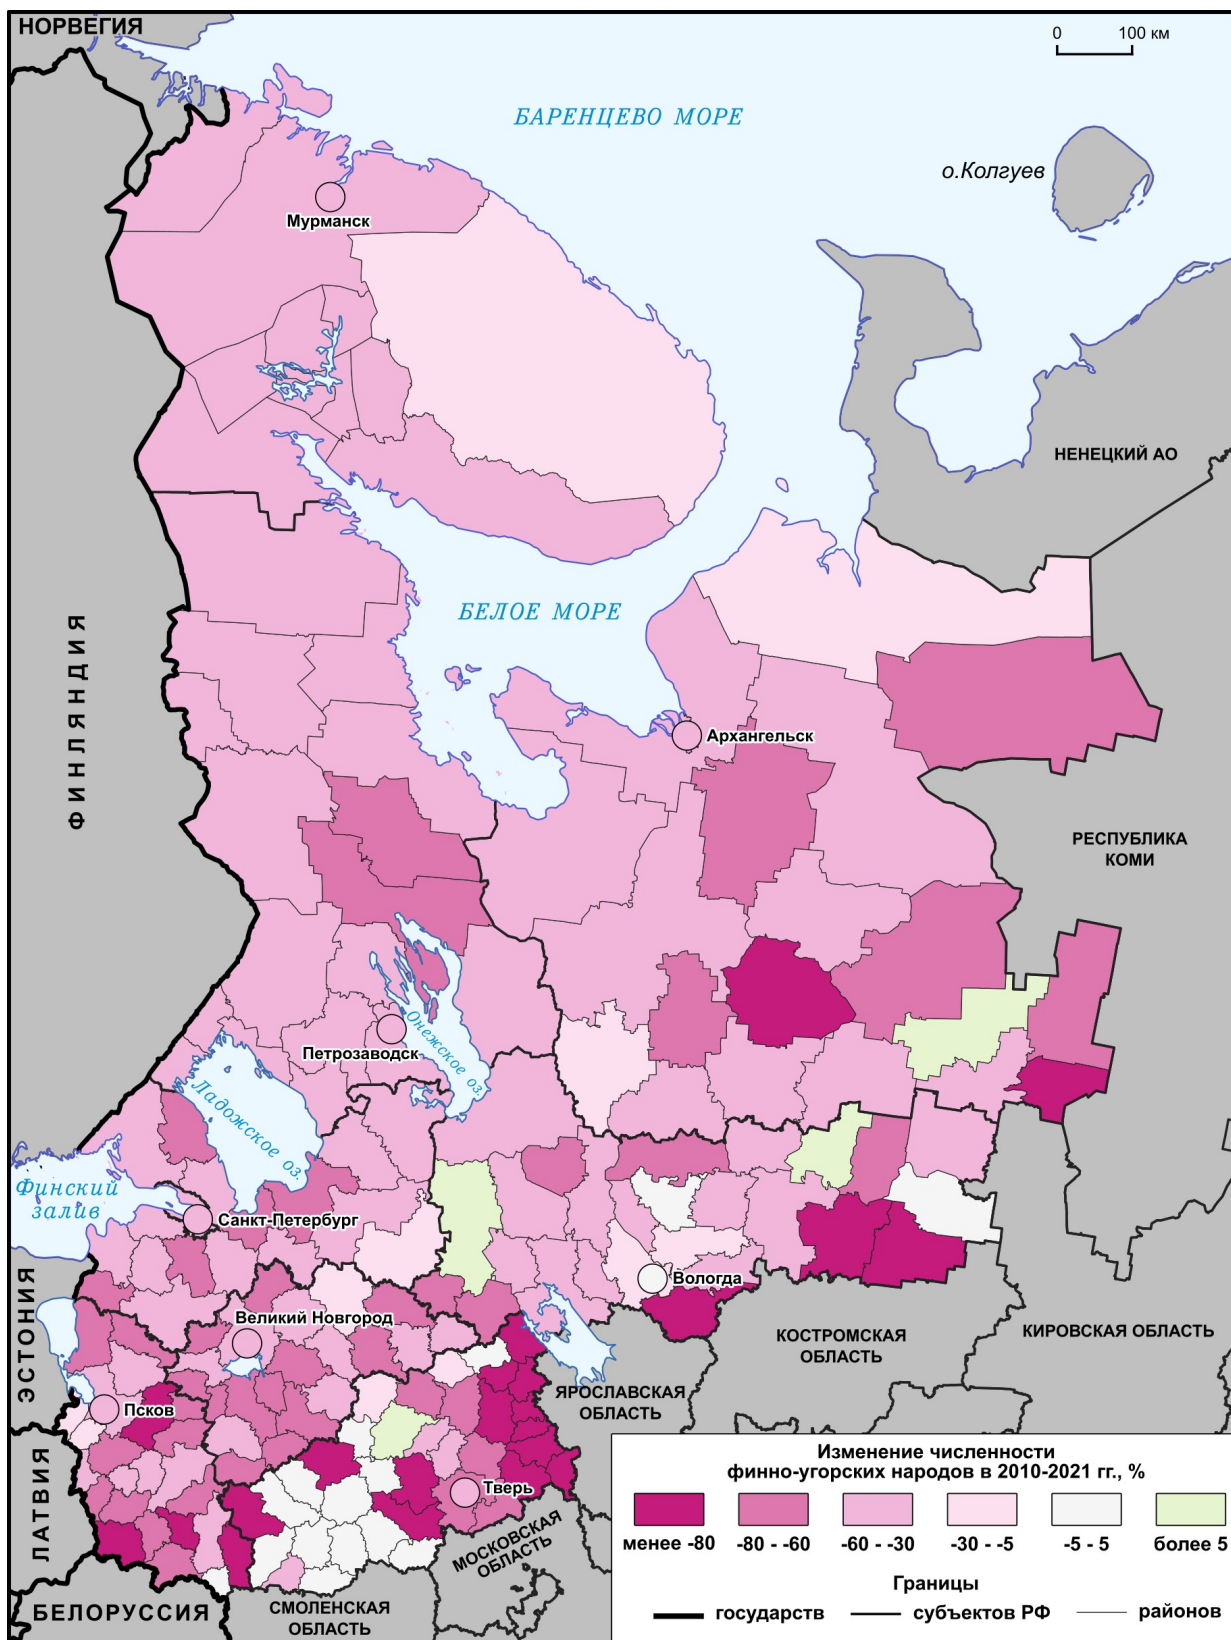 НОРВЕГИЯ
0 100 км
БАРЕНЦЕВО МОРЕ
о.Колгуев
Мурманск
НЕНЕЦКИЙ АО
БЕЛОЕ МОРЕ
ФИНЛЯНДИЯ
Архангельск
РЕСПУБЛИКА
КОМИ
Онежское оз.
Петрозаводск
Ладожское оз.
Финский
залив
Санкт-Петербург
Вологда
Великий Новгород
ЭСТОНИЯ
КОСТРОМСКАЯ
ОБЛАСТЬ
КИРОВСКАЯ ОБЛАСТЬ
ЯРОСЛАВСКАЯ
ОБЛАСТЬ
Псков
Тверь
ЛАТВИЯ
МОСКОВСКАЯ
ОБЛАСТЬ
БЕЛОРУССИЯ
СМОЛЕНСКАЯ
ОБЛАСТЬ
Изменение численности
финно-угорских народов в 2010-2021 гг., %
менее -80 -80 - -60 -60 - -30 -30 - -5 -5 - 5 более 5
Границы
государств субъектов РФ районов